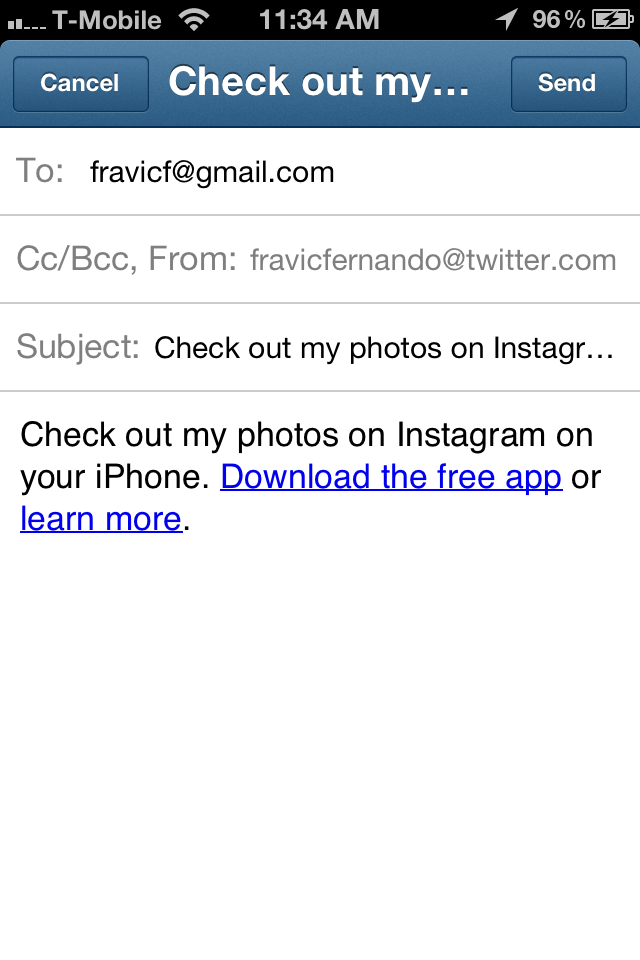 T-Mobile 11:34 AM 96%
Cancel Check out my... Send
To: fravicf@gmail.com
Cc/Bcc, From: fravicfernando@twitter.com
Subject: Check out my photos on Instagr...
Check out my photos on Instagram on
your iPhone. Download the free app or
learn more.